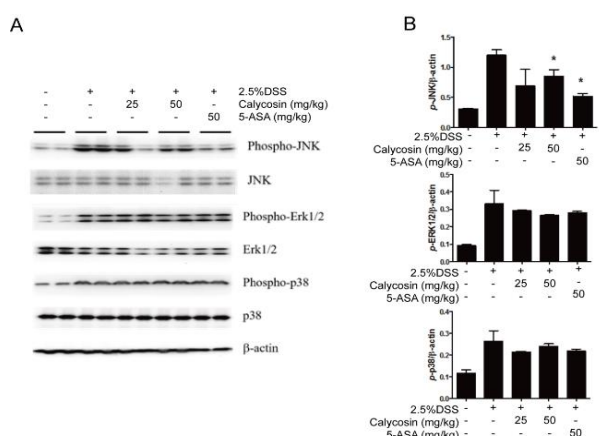 A
- + + + + 2.5%DSS
- - 25 50 - Calycosin (mg/kg)
- - - - 50 5-ASA (mg/kg)
Phospho-JNK
JNK
Phospho-Erk1/2
Erk1/2
Phospho-p38
p38
β-actin
B
p-JNK/β-actin
1.5
1.0
0.5
0.0
* *
2.5%DSS - + + + +
Calycosin (mg/kg) - - 25 50 -
5-ASA (mg/kg) - - - - 50
p-ERK1/2/β-actin
0.5
0.4
0.3
0.2
0.1
0.0
2.5%DSS - + + + +
Calycosin (mg/kg) - - 25 50 -
5-ASA (mg/kg) - - - - 50
p-p38/β-actin
0.4
0.3
0.2
0.1
0.0
2.5%DSS - + + + +
Calycosin (mg/kg) - - 25 50 -
5-ASA (mg/kg) - - - - 50